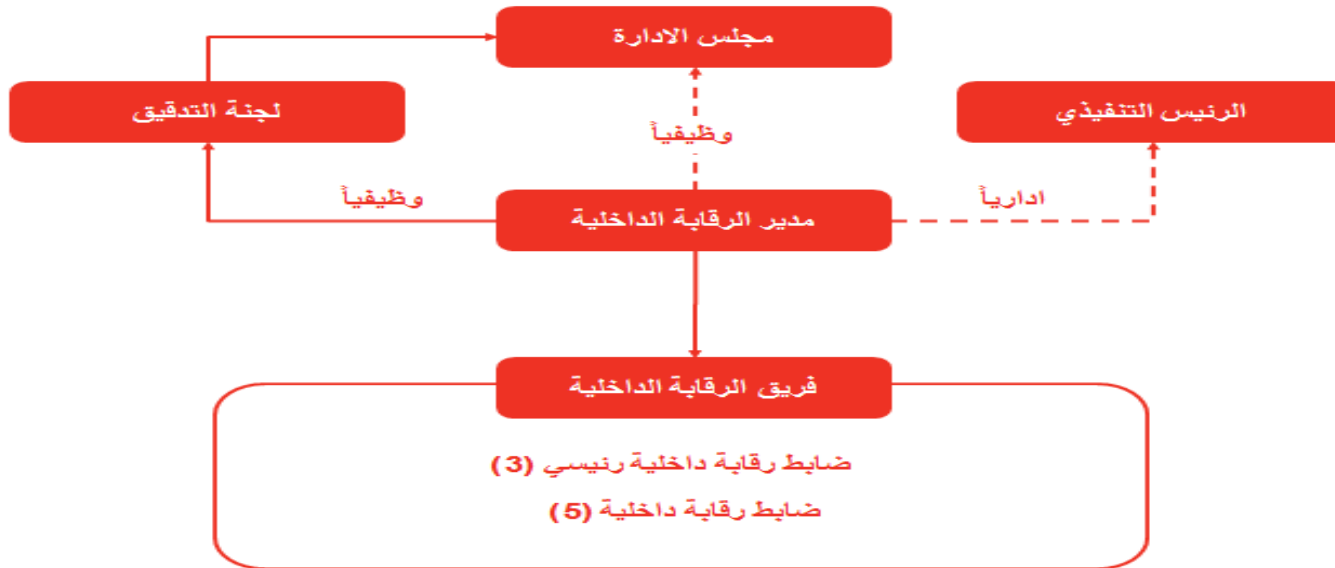 مجلس الادارة
الرئيس التنفيذي
لجنة التدقيق
وظيفياً
ادارياً
وظيفياً
مدير الرقابة الداخلية
فريق الرقابة الداخلية
ضابط رقابة داخلية رئيسي (3)
ضابط رقابة داخلية (5)